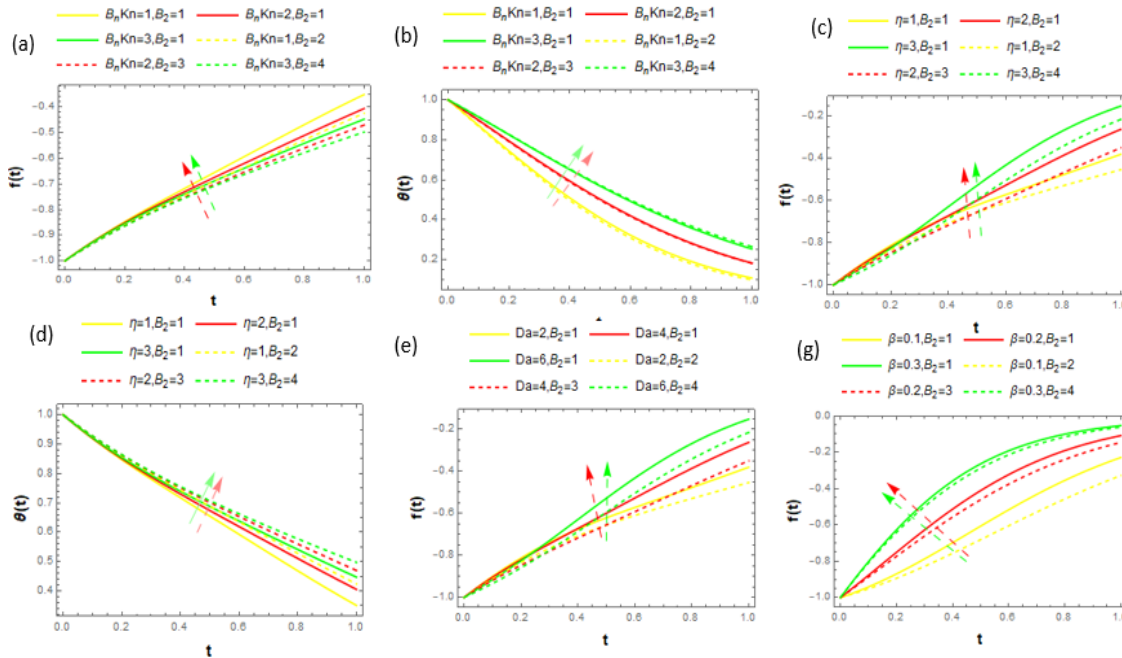 (a)
B_nKn=1,B_2=1 B_nKn=2,B_2=1
B_nKn=3,B_2=1 B_nKn=1,B_2=2
B_nKn=2,B_2=3 B_nKn=3,B_2=4
f(t)
-0.4
-0.5
-0.6
-0.7
-0.8
-0.9
-1.0
0.0 0.2 0.4 0.6 0.8 1.0
t
(b)
B_nKn=1,B_2=1 B_nKn=2,B_2=1
B_nKn=3,B_2=1 B_nKn=1,B_2=2
B_nKn=2,B_2=3 B_nKn=3,B_2=4
θ(t)
1.0
0.8
0.6
0.4
0.2
0.0 0.2 0.4 0.6 0.8 1.0
(c)
η=1,B_2=1 η=2,B_2=1
η=3,B_2=1 η=1,B_2=2
η=2,B_2=3 η=3,B_2=4
f(t)
-0.2
-0.4
-0.6
-0.8
-1.0
0.0 0.2 0.4 0.6 0.8 1.0
t
(d)
η=1,B_2=1 η=2,B_2=1
η=3,B_2=1 η=1,B_2=2
η=2,B_2=3 η=3,B_2=4
θ(t)
1.0
0.9
0.8
0.7
0.6
0.5
0.4
0.0 0.2 0.4 0.6 0.8 1.0
t
(e)
Da=2,B_2=1 Da=4,B_2=1
Da=6,B_2=1 Da=2,B_2=2
Da=4,B_2=3 Da=6,B_2=4
f(t)
-0.2
-0.4
-0.6
-0.8
-1.0
0.0 0.2 0.4 0.6 0.8 1.0
t
(g)
β=0.1,B_2=1 β=0.2,B_2=1
β=0.3,B_2=1 β=0.1,B_2=2
β=0.2,B_2=3 β=0.3,B_2=4
f(t)
0.0
-0.2
-0.4
-0.6
-0.8
-1.0
0.0 0.2 0.4 0.6 0.8 1.0
t